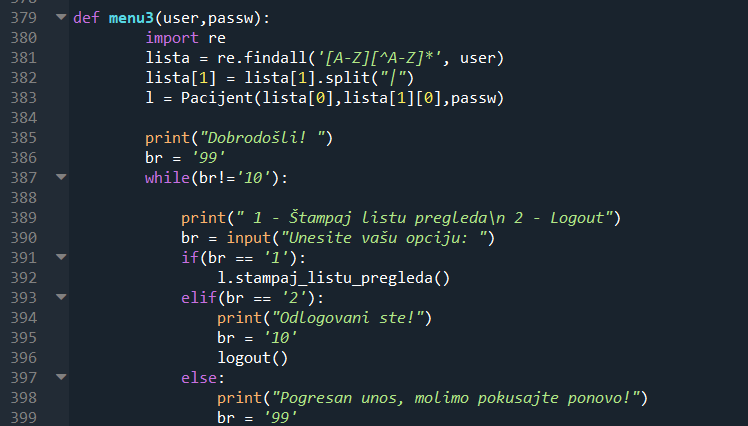 379 def menu3(user,passw):
380 import re
381 lista = re.findall('[A-Z][^A-Z]*', user)
382 lista[1] = lista[1].split("|")
383 l = Pacijent(lista[0],lista[1][0],passw)
384
385 print("Dobrodošli! ")
386 br = '99'
387 while(br!='10'):
388
389 print(" 1 - Štampaj listu pregleda\n 2 - Logout")
390 br = input("Unesite vašu opciju: ")
391 if(br == '1'):
392 l.stampaj_listu_pregleda()
393 elif(br == '2'):
394 print("Odlogovani ste!")
395 br = '10'
396 logout()
397 else:
398 print("Pogresan unos, molimo pokusajte ponovo!")
399 br = '99'